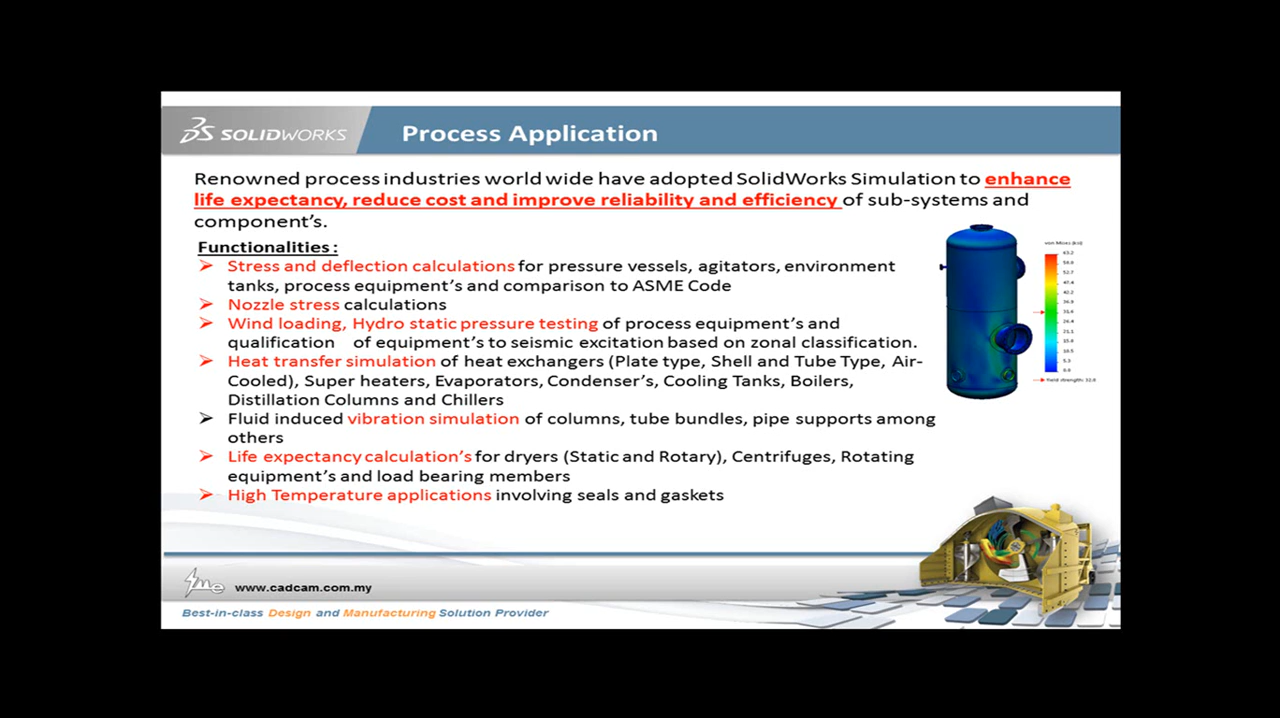 SOLIDWORKS
Process Application
Renowned process industries world wide have adopted SolidWorks Simulation to enhance
life expectancy, reduce cost and improve reliability and efficiency of sub-systems and
component's.
Functionalities :
Stress and deflection calculations for pressure vessels, agitators, environment
tanks, process equipment's and comparison to ASME Code
Nozzle stress calculations
Wind loading, Hydro static pressure testing of process equipment's and
qualification of equipment's to seismic excitation based on zonal classification.
Heat transfer simulation of heat exchangers (Plate type, Shell and Tube Type, Air-
Cooled), Super heaters, Evaporators, Condenser's, Cooling Tanks, Boilers,
Distillation Columns and Chillers
Fluid induced vibration simulation of columns, tube bundles, pipe supports among
others
Life expectancy calculation's for dryers (Static and Rotary), Centrifuges, Rotating
equipment's and load bearing members
High Temperature applications involving seals and gaskets
von Mises
www.cadcam.com.my
Best-in-class Design and Manufacturing Solution Provider